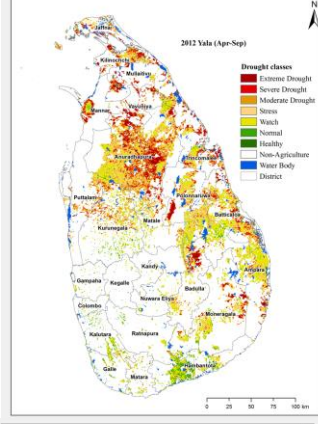 N
2012 Yala (Apr-Sep)
Jaffna
Kilinochchi
Mullaitivu
Mannar
Vavuniya
Anuradhapura
Trincomalee
Puttalam
Polonnaruwa
Batticaloa
Matale
Kurunegala
Kandy
Ampara
Gampaha
Kegalle
Nuwara Eliya
Badulla
Colombo
Moneragala
Kalutara
Ratnapura
Galle
Hambantota
Matara
Drought classes
Extreme Drought
Severe Drought
Moderate Drought
Stress
Watch
Normal
Healthy
Non-Agriculture
Water Body
District
0 25 50 75 100 km